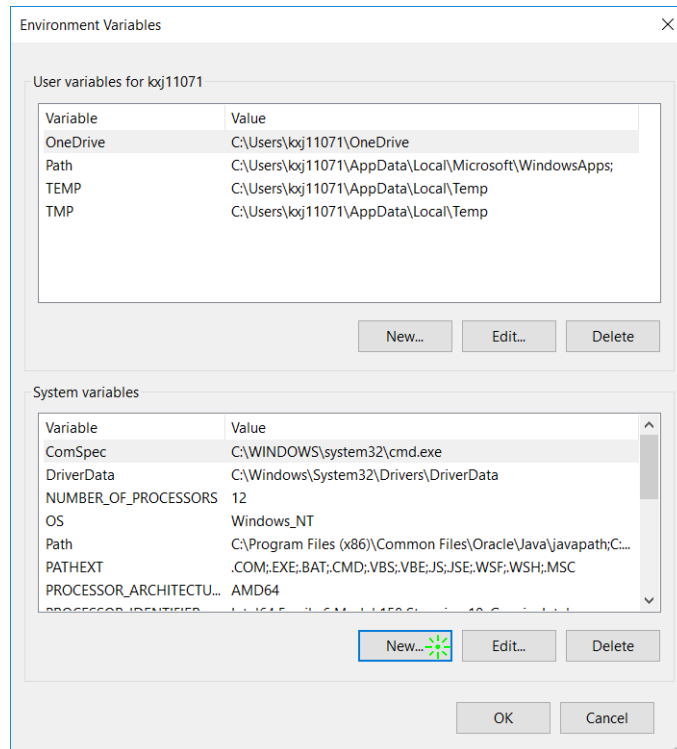 Environment Variables
User variables for kxj11071
Variable Value
OneDrive C:\Users\kxj11071\OneDrive
Path C:\Users\kxj11071\AppData\Local\Microsoft\WindowsApps;
TEMP C:\Users\kxj11071\AppData\Local\Temp
TMP C:\Users\kxj11071\AppData\Local\Temp
New... Edit... Delete
System variables
Variable Value
ComSpec C:\WINDOWS\system32\cmd.exe
DriverData C:\Windows\System32\Drivers\DriverData
NUMBER_OF_PROCESSORS 12
OS Windows_NT
Path C:\Program Files (x86)\Common Files\Oracle\Java\javapath;C:...
PATHEXT .COM;.EXE;.BAT;.CMD;.VBS;.VBE;.JS;.JSE;.WSF;.WSH;.MSC
PROCESSOR_ARCHITECTU... AMD64
New... Edit... Delete
OK Cancel